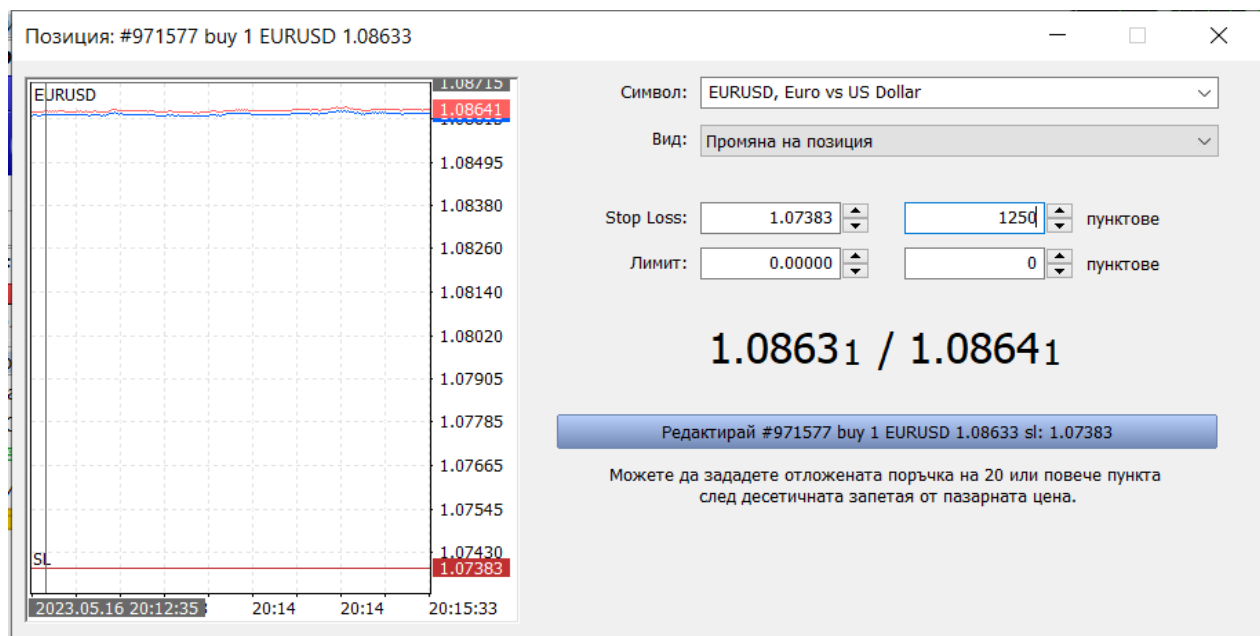 Позиция: #971577 buy 1 EURUSD 1.08633
EURUSD
1.08715
1.08641
1.08495
1.08380
1.08260
1.08140
1.08020
1.07905
1.07785
1.07665
1.07545
1.07430
SL
1.07383
2023.05.16 20:12:35
20:14
20:14
20:15:33
Символ: EURUSD, Euro vs US Dollar
Вид: Промяна на позиция
Stop Loss: 1.07383 1250 пунктове
Лимит: 0.00000 0 пунктове
1.08631 / 1.08641
Редактирай #971577 buy 1 EURUSD 1.08633 sl: 1.07383
Можете да зададете отложената поръчка на 20 или повече пункта
след десетичната запетая от пазарната цена.